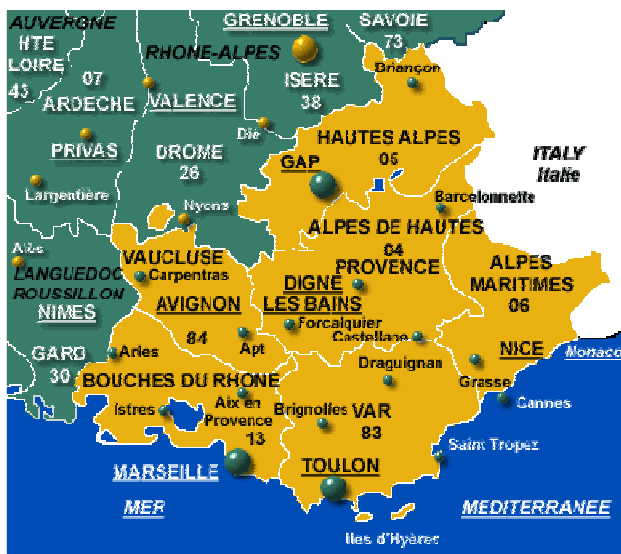 GRENOBLE
SAVOIE
73
AUVERGNE
HTE
LOIRE
43
RHONE-ALPES
ISERE
38
Briançon
07
ARDECHE
VALENCE
Die
HAUTES ALPES
05
PRIVAS
DROME
26
GAP
ITALY
Italie
Largentière
Nyons
Barcelonnette
ALPES DE HAUTES
04
PROVENCE
Alès
LANGUEDOC
ROUSSILLON
NIMES
VAUCLUSE
Carpentras
AVIGNON
84
DIGNE
LES BAINS
Forcalquier
Castellane
ALPES
MARITIMES
06
GARD
30
Arles
Apt
NICE
Monaco
Draguignan
Grasse
BOUCHES DU RHONE
Istres
Aix en
Provence
13
Brignolles
VAR
83
Cannes
MARSEILLE
TOULON
Saint Tropez
MER
MEDITERRANEE
Iles d'Hyères